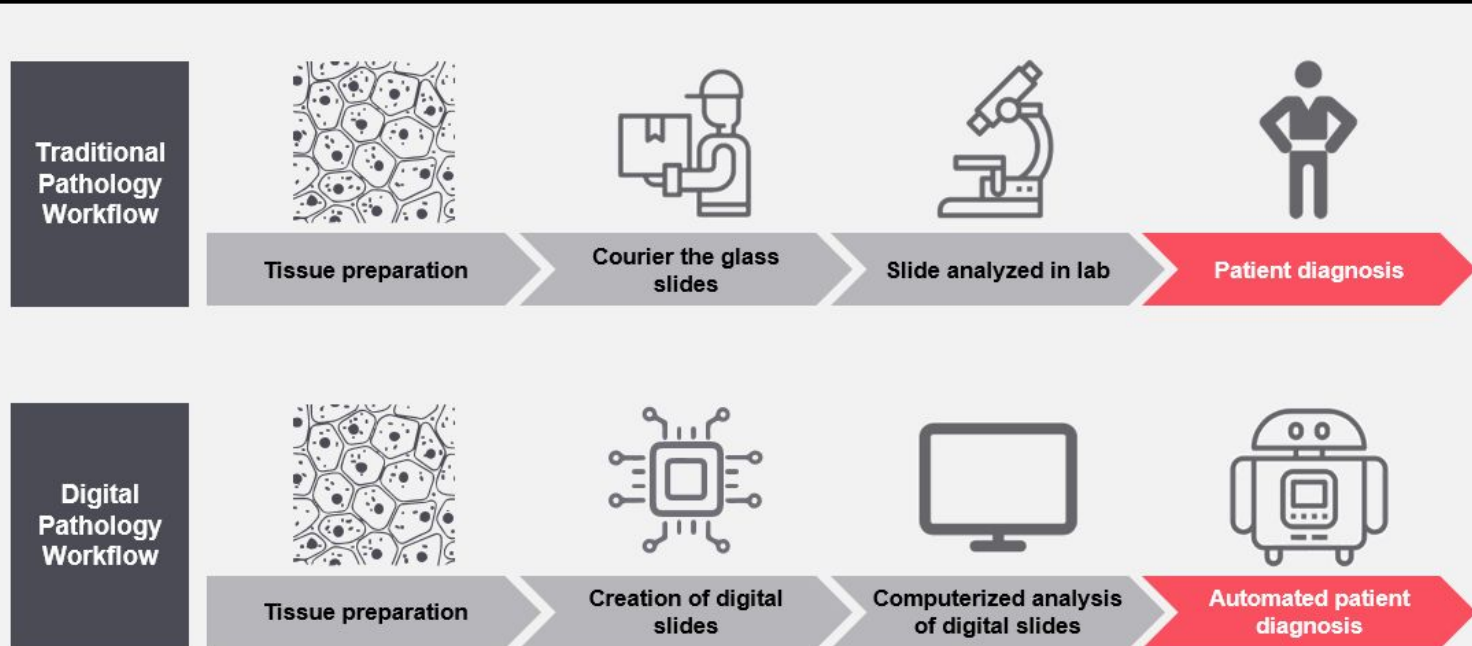 Traditional
Pathology
Workflow
Tissue preparation
Courier the glass
slides
Slide analyzed in lab
Patient diagnosis
Digital
Pathology
Workflow
Tissue preparation
Creation of digital
slides
Computerized analysis
of digital slides
Automated patient
diagnosis